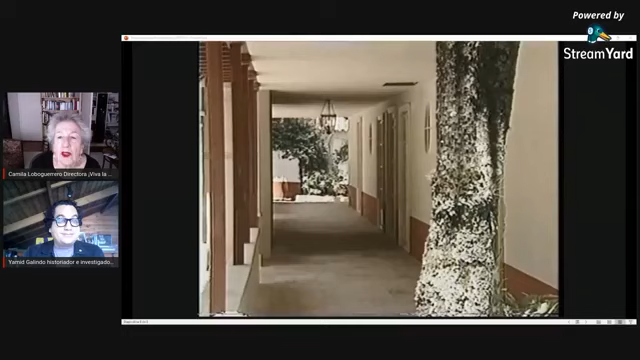 Powered by
StreamYard
Camila Loboguerrero Directora ¡Viva la ...
Yamid Galindo historiador e investigado...